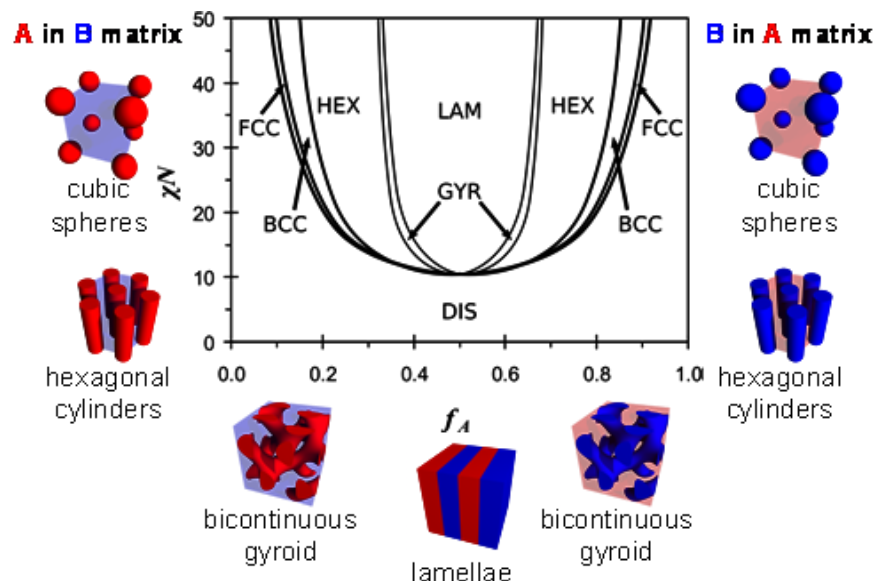 A in B matrix
cubic
spheres
hexagonal
cylinders
50
40
30
20
10
0
χN
FCC
HEX
LAM
HEX
FCC
GYR
BCC
BCC
DIS
0.0
0.2
0.4
0.6
0.8
1.0
f_A
B in A matrix
cubic
spheres
hexagonal
cylinders
bicontinuous
gyroid
lamellae
bicontinuous
gyroid